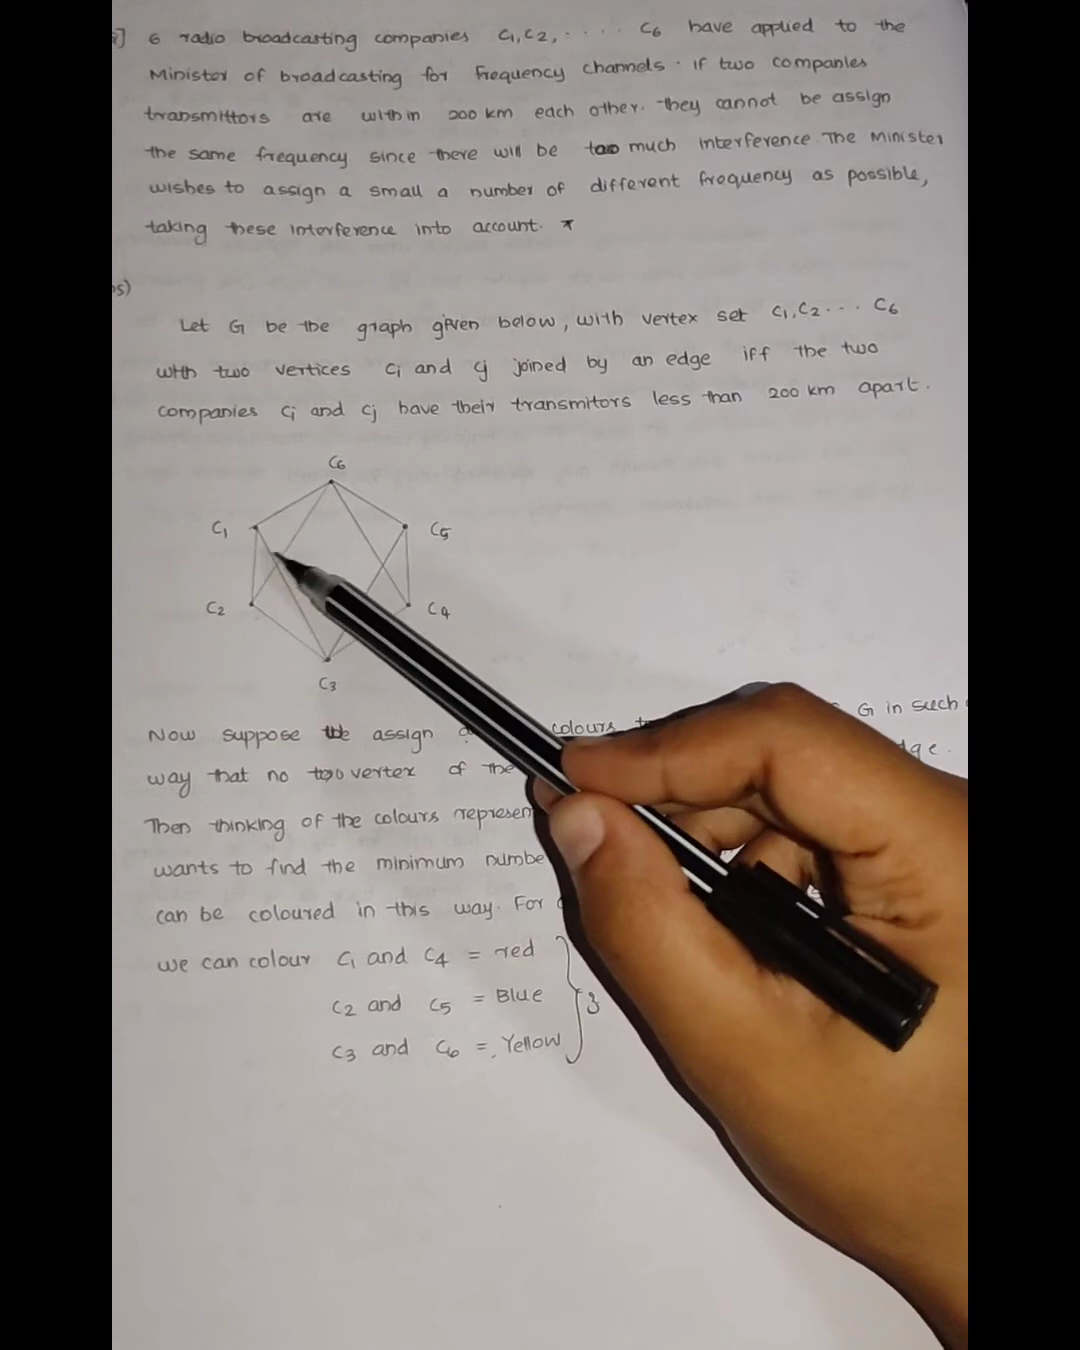 6 radio broadcasting companies C1, C2, .... C6 have applied to the
Ministor of broadcasting for frequency channels. if two companies
transmittors are within 200 km each other. they cannot be assign
the same frequency since there will be too much interference. The Minister
wishes to assign a small a number of different frequency as possible,
taking these interference into account.
Let G be the graph given below, with vertex set C1, C2 ... C6
with two vertices Ci and Cj joined by an edge iff the two
companies Ci and Cj have their transmitors less than 200 km apart.
C6
C1 C5
C2 C4
C3
Now suppose we assign colours G in such
way that no two vertex of the
Then thinking of the colours
wants to find the minimum
can be coloured in this way. For
we can colour C1 and C4 = red
C2 and C5 = Blue } 3
C3 and C6 = Yellow